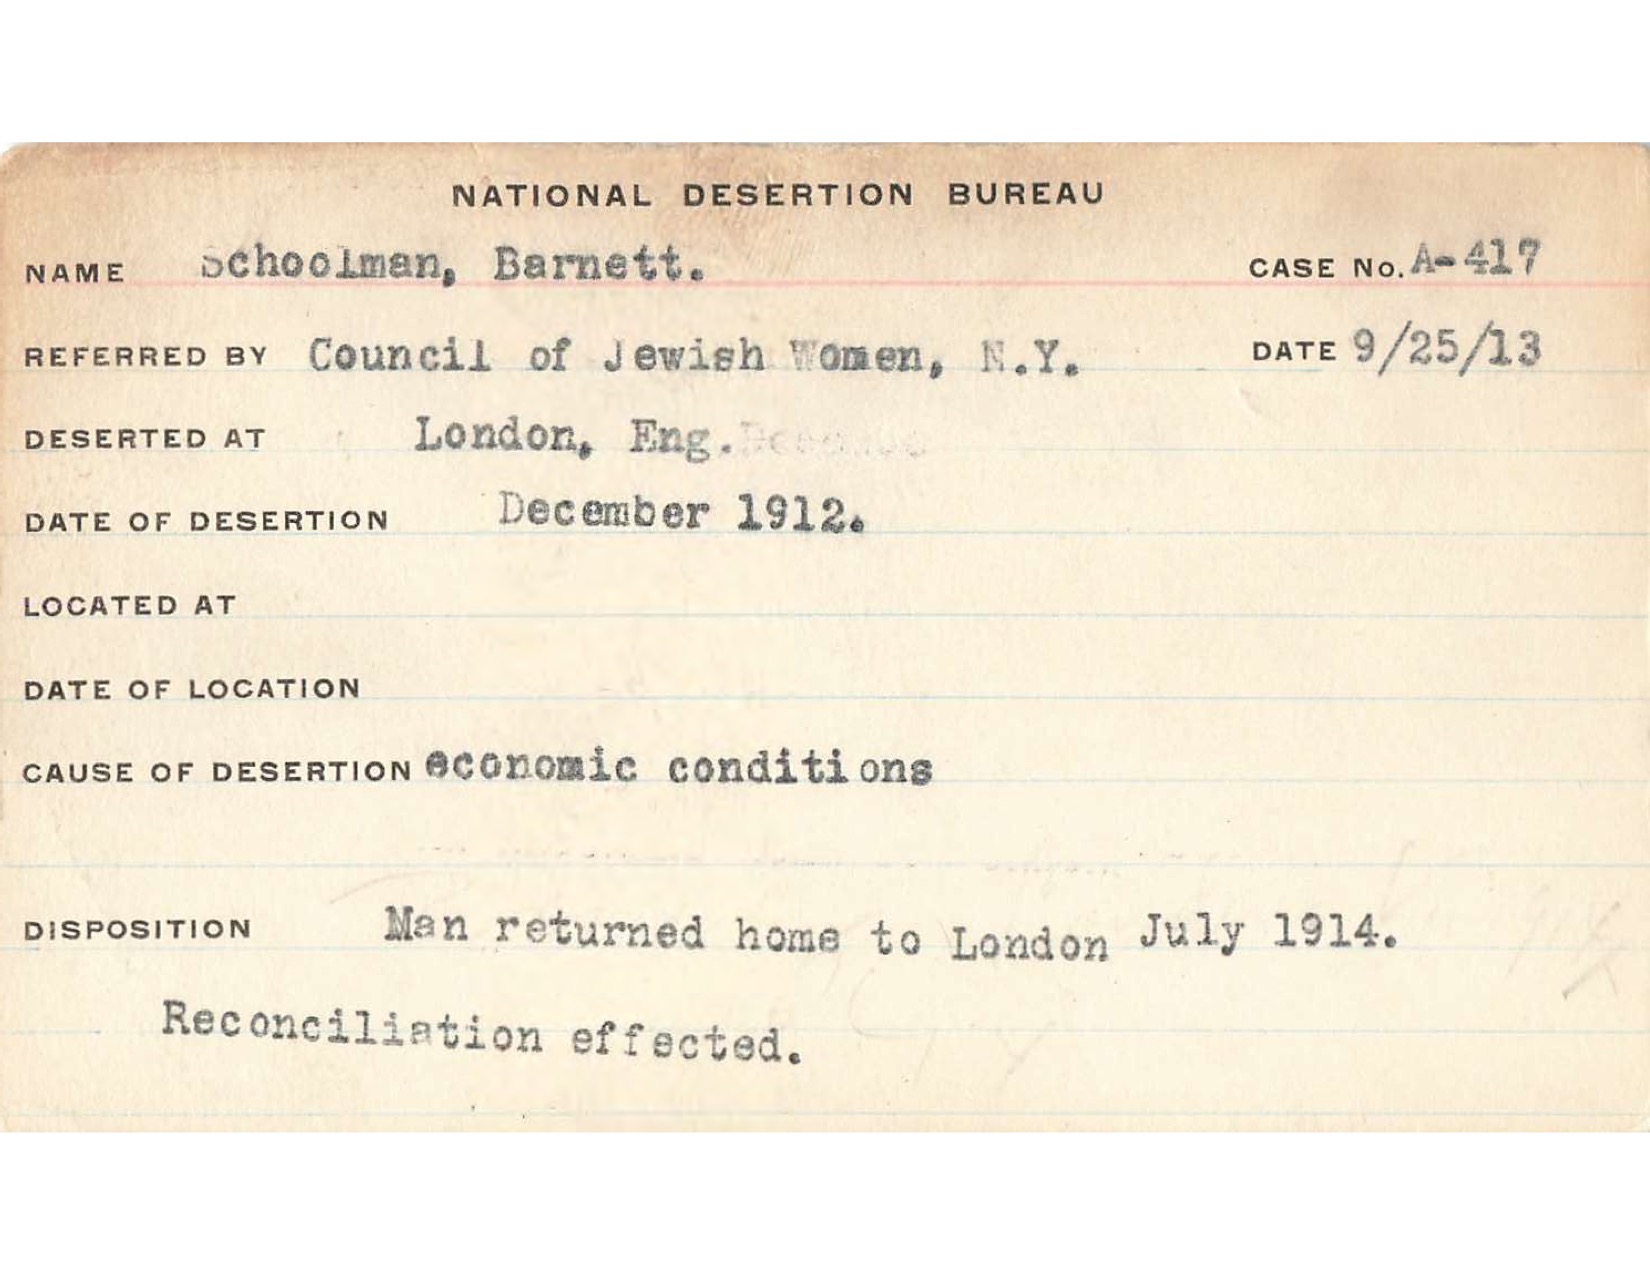 NATIONAL DESERTION BUREAU
NAME Schoolman, Barnett. CASE No. A-417
REFERRED BY Council of Jewish Women, N.Y. DATE 9/25/13
DESERTED AT London, Eng.
DATE OF DESERTION December 1912.
LOCATED AT
DATE OF LOCATION
CAUSE OF DESERTION economic conditions
DISPOSITION Man returned home to London July 1914.
Reconciliation effected.